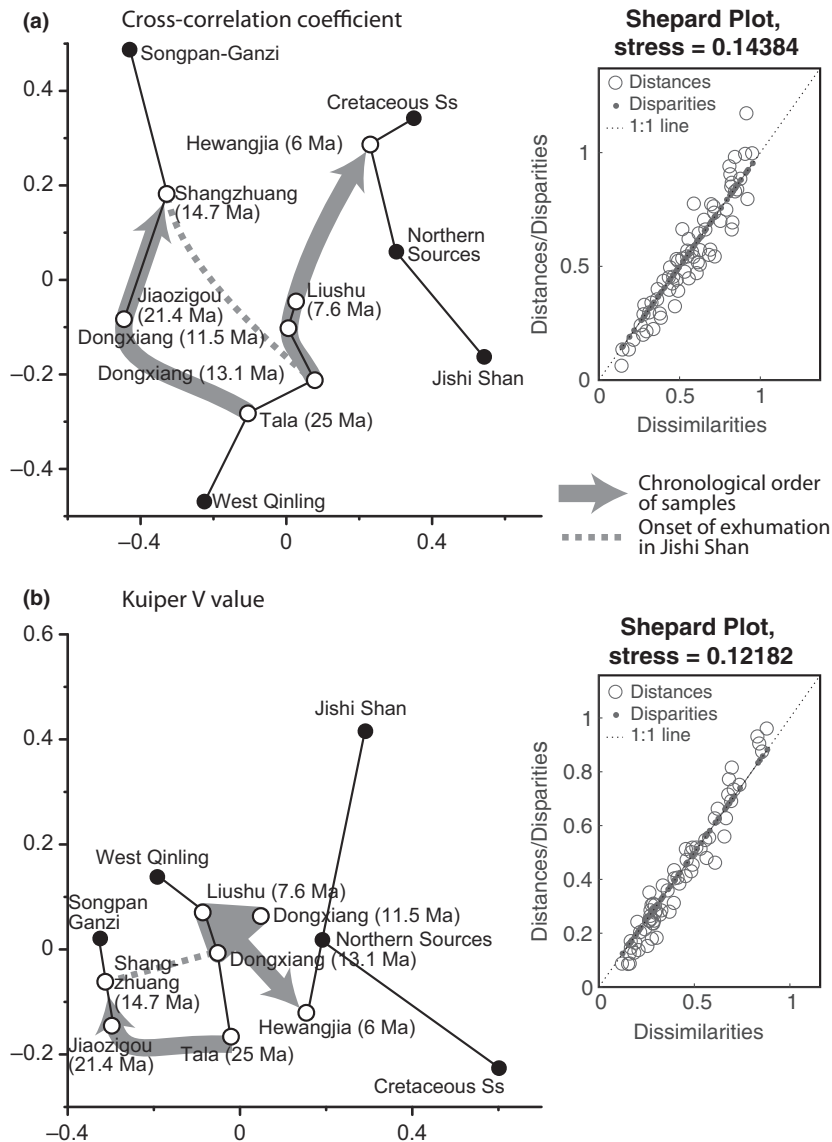 (a) Cross-correlation coefficient
Songpan-Ganzi
Cretaceous Ss
Hewangjia (6 Ma)
Shangzhuang
(14.7 Ma)
Northern
Sources
Jiaozigou
(21.4 Ma)
Liushu
(7.6 Ma)
Dongxiang (11.5 Ma)
Dongxiang (13.1 Ma)
Jishi Shan
Tala (25 Ma)
West Qinling
0.4
0.2
0
−0.2
−0.4
−0.4 0 0.4
Shepard Plot,
stress = 0.14384
Distances
Disparities
1:1 line
Distances/Disparities
1
0.5
0
0 0.5 1
Dissimilarities
Chronological order
of samples
Onset of exhumation
in Jishi Shan
(b) Kuiper V value
0.6
0.4
0.2
0
−0.2
−0.4 0 0.4
Jishi Shan
West Qinling
Liushu (7.6 Ma)
Songpan
Ganzi
Dongxiang (11.5 Ma)
Northern Sources
Dongxiang (13.1 Ma)
Shang-
zhuang
(14.7 Ma)
Hewangjia (6 Ma)
Jiaozigou
(21.4 Ma)
Tala (25 Ma)
Cretaceous Ss
Shepard Plot,
stress = 0.12182
Distances
Disparities
1:1 line
Distances/Disparities
1
0.8
0.6
0.4
0.2
0
0 0.5 1
Dissimilarities